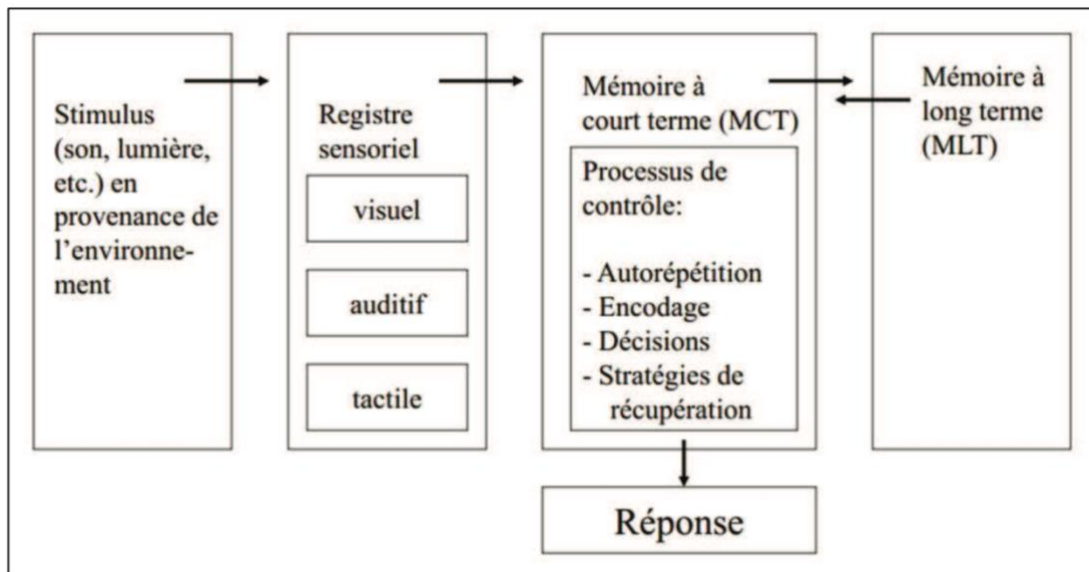 Stimulus
(son, lumière,
etc.) en
provenance de
l'environne-
ment
Registre
sensoriel
visuel
auditif
tactile
Mémoire à
court terme (MCT)
Processus de
contrôle:
- Autorépétition
- Encodage
- Décisions
- Stratégies de
récupération
Réponse
Mémoire à
long terme
(MLT)